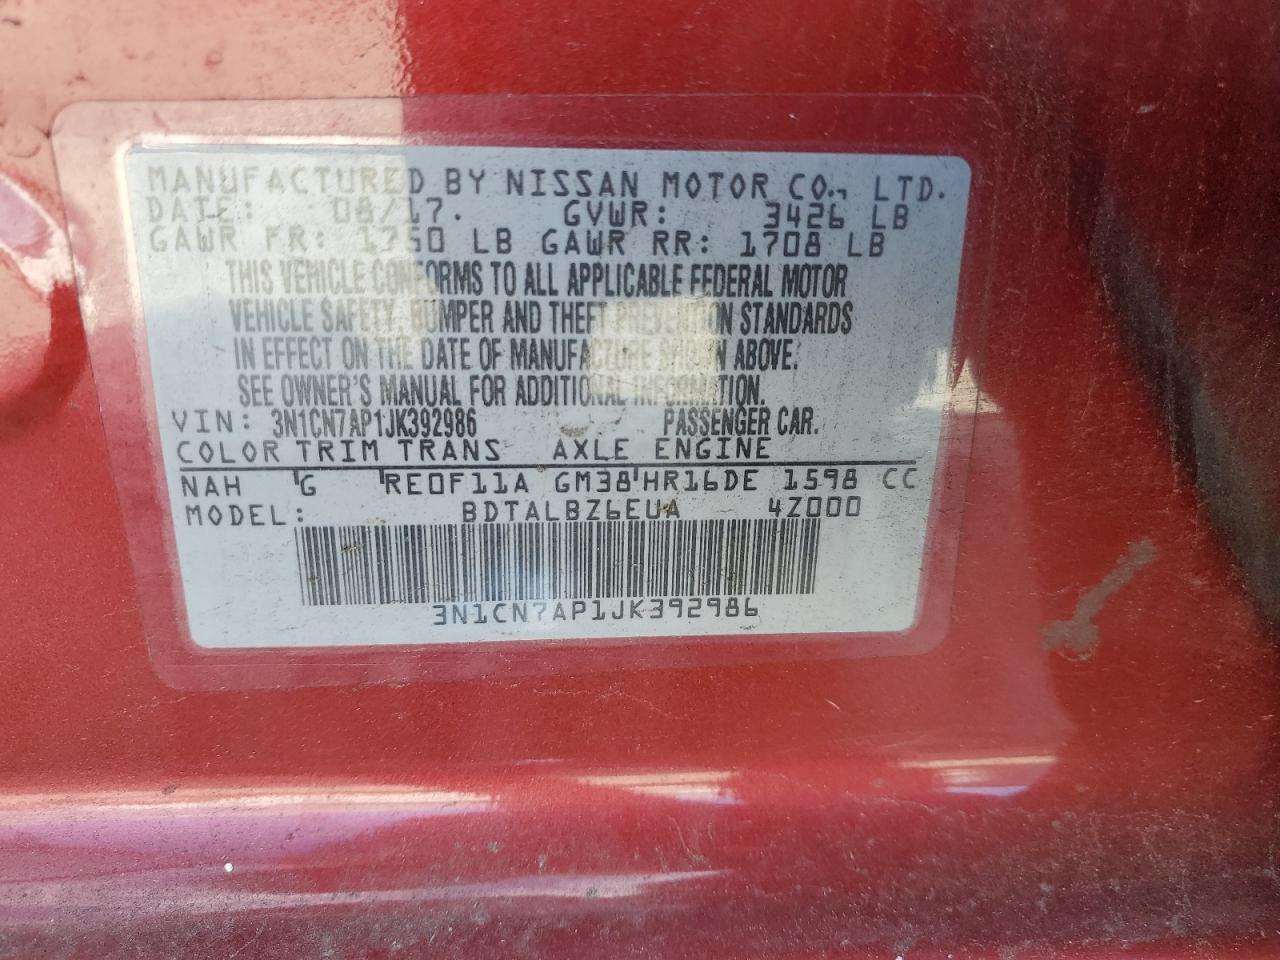 MANUFACTURED BY NISSAN MOTOR CO., LTD.
DATE: 08/17. GVWR: 3426 LB
GAWR FR: 1750 LB GAWR RR: 1708 LB
THIS VEHICLE CONFORMS TO ALL APPLICABLE FEDERAL MOTOR
VEHICLE SAFETY, BUMPER AND THEFT PREVENTION STANDARDS
IN EFFECT ON THE DATE OF MANUFACTURE SHOWN ABOVE.
SEE OWNER'S MANUAL FOR ADDITIONAL INFORMATION.
VIN: 3N1CN7AP1JK392986 PASSENGER CAR.
COLOR TRIM TRANS AXLE ENGINE
NAH G RE0F11A GM38 HR16DE 1598 CC
MODEL: BDTALBZ6EUA 4Z000
3N1CN7AP1JK392986